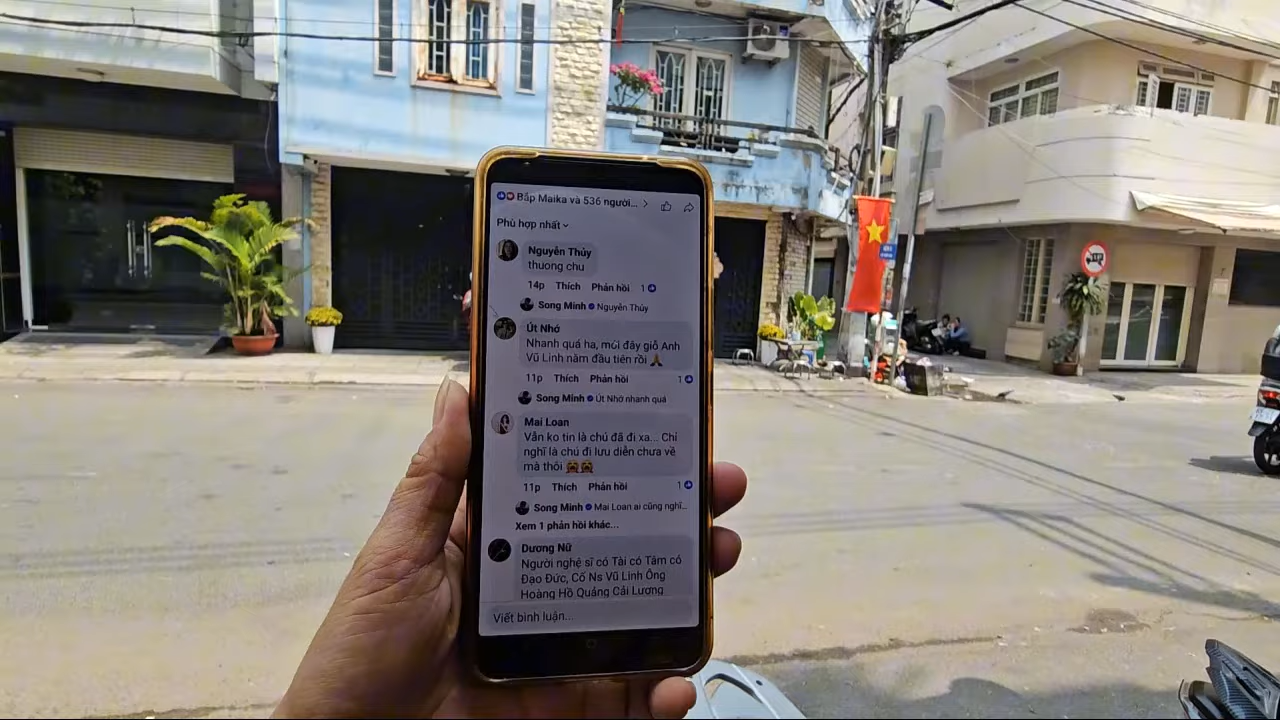 Bắp Maika và 536 người...
Phù hợp nhất
Nguyễn Thủy
thuong chu
14p Thích Phản hồi 1
Song Minh Nguyễn Thủy
Út Nhớ
Nhanh quá ha, mới đây giỗ Anh
Vũ Linh năm đầu tiên rồi
11p Thích Phản hồi 1
Song Minh Út Nhớ nhanh quá
Mai Loan
Vẫn ko tin là chú đã đi xa... Chỉ
nghĩ là chú đi lưu diễn chưa về
mà thôi
11p Thích Phản hồi 1
Song Minh Mai Loan ai cũng nghĩ...
Xem 1 phản hồi khác...
Dương Nữ
Người nghệ sĩ có Tài có Tâm có
Đạo Đức, Cố Ns Vũ Linh Ông
Hoàng Hồ Quảng Cải Lương
Viết bình luận...